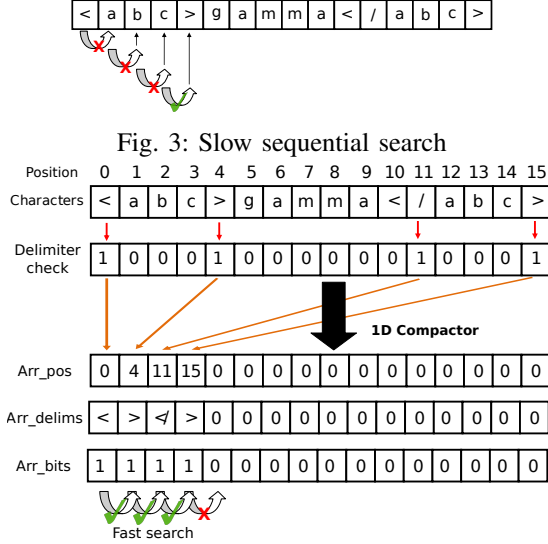 < a b c > g a m m a < / a b c >
Fig. 3: Slow sequential search
Position 0 1 2 3 4 5 6 7 8 9 10 11 12 13 14 15
Characters < a b c > g a m m a < / a b c >
Delimiter
check 1 0 0 0 1 0 0 0 0 0 0 1 0 0 0 1
1D Compactor
Arr_pos 0 4 11 15 0 0 0 0 0 0 0 0 0 0 0 0
Arr_delims < > </ > 0 0 0 0 0 0 0 0 0 0 0 0
Arr_bits 1 1 1 1 0 0 0 0 0 0 0 0 0 0 0 0
Fast search